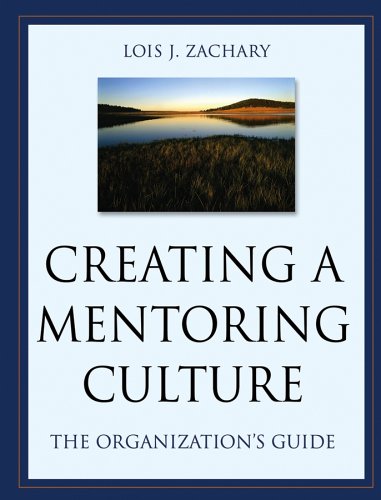 LOIS J. ZACHARY
CREATING A
MENTORING
CULTURE
THE ORGANIZATION'S GUIDE